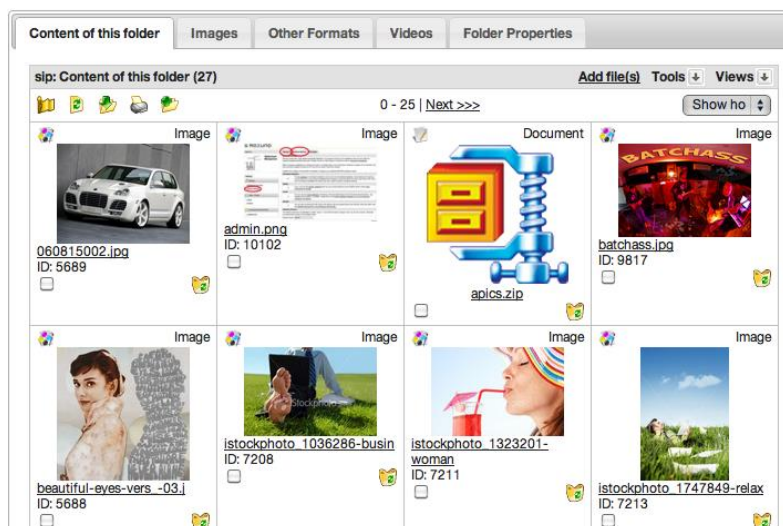 Content of this folder
Images
Other Formats
Videos
Folder Properties
sip: Content of this folder (27)
Add file(s)
Tools
Views
0 - 25 | Next >>>
Show ho
Image
Image
Document
Image
BATCHASS
060815002.jpg
ID: 5689
admin.png
ID: 10102
apics.zip
batchass.jpg
ID: 9817
Image
Image
Image
Image
iStockphoto
beautiful-eyes-vers_-03.j
ID: 5688
istockphoto_1036286-busin
ID: 7208
istockphoto_1323201-
woman
ID: 7211
istockphoto_1747849-relax
ID: 7213